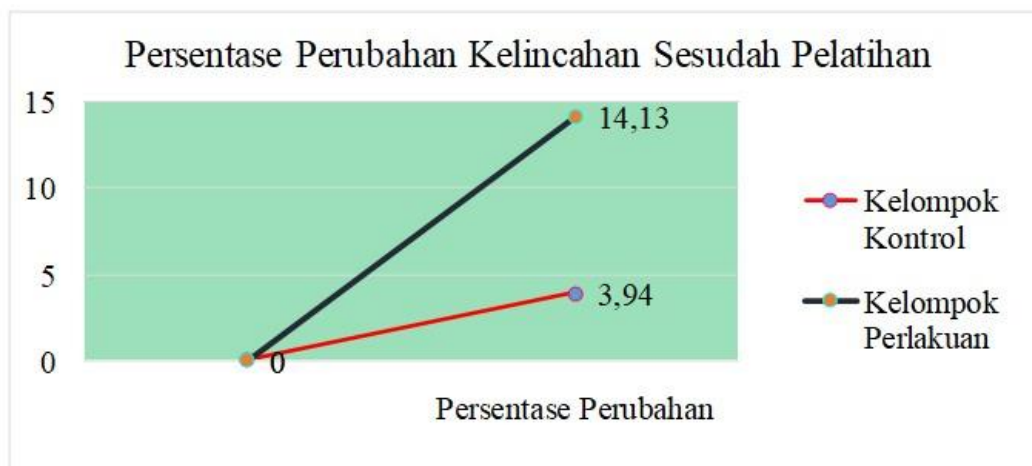 Persentase Perubahan Kelincahan Sesudah Pelatihan
15
10
5
0
14,13
3,94
0
Persentase Perubahan
Kelompok
Kontrol
Kelompok
Perlakuan